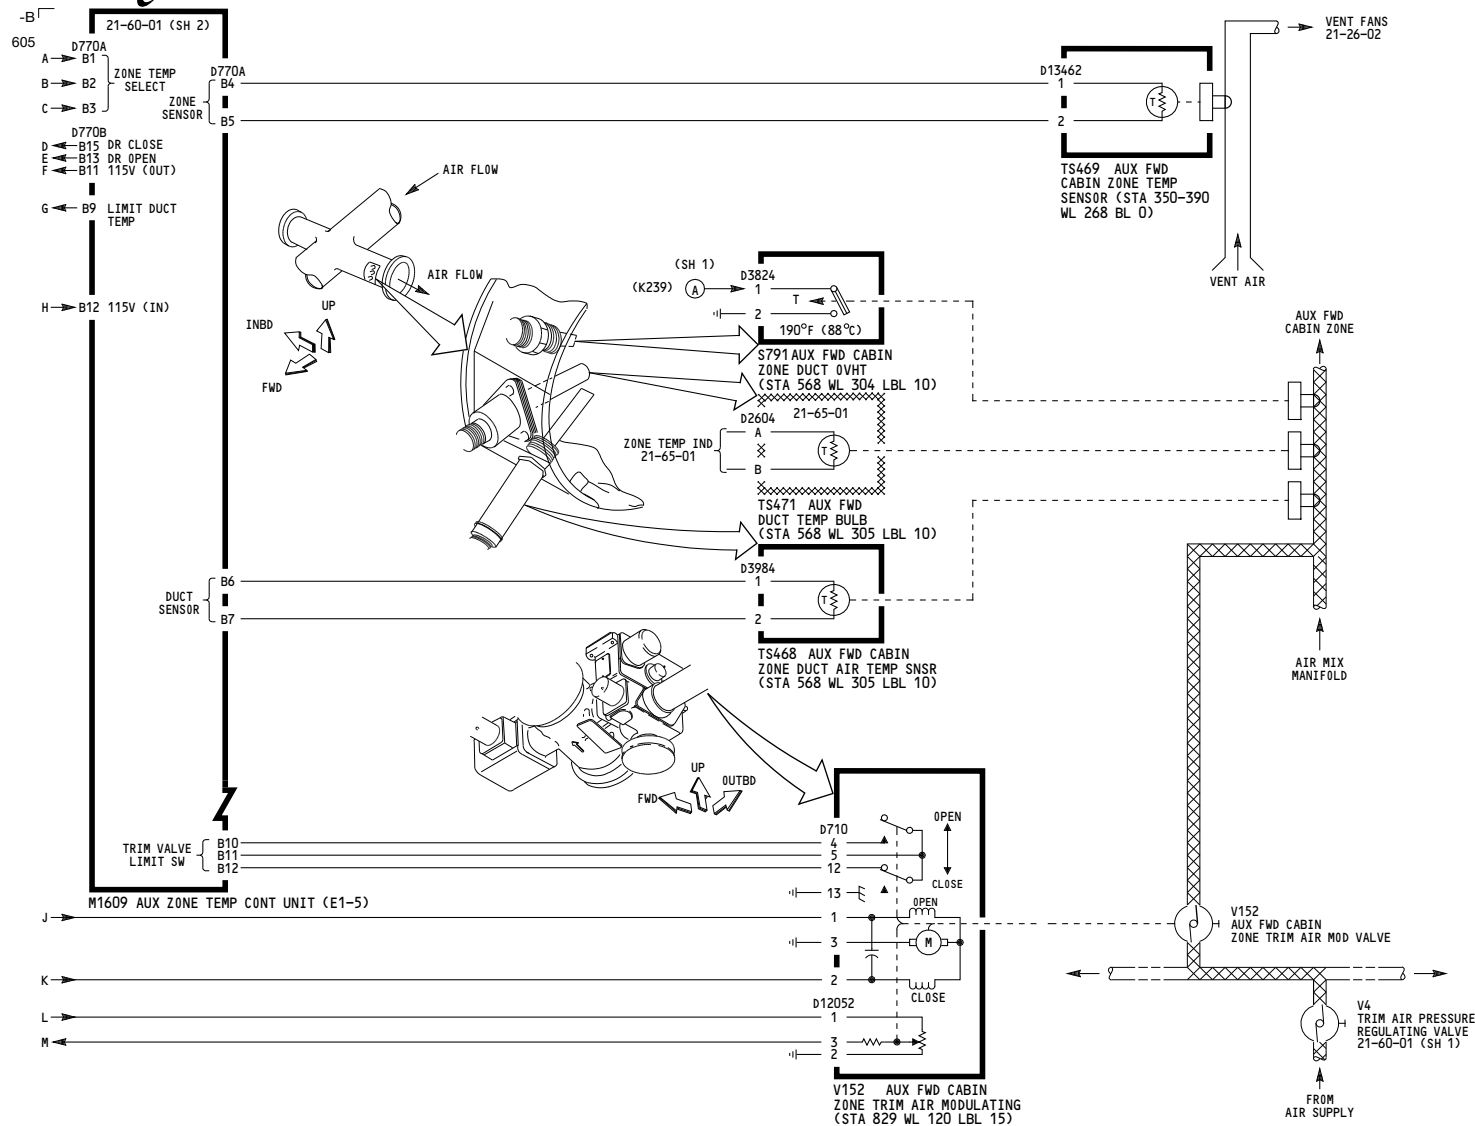 -B
605
21-60-01 (SH 2)
D770A
A B1
B B2
C B3
ZONE TEMP
SELECT
D770A
B4
ZONE
SENSOR
B5
D770B
D B15 DR CLOSE
E B13 DR OPEN
F B11 115V (OUT)
G B9 LIMIT DUCT
TEMP
H B12 115V (IN)
AIR FLOW
AIR FLOW
UP
INBD
FWD
D13462
1
2
T
TS469 AUX FWD
CABIN ZONE TEMP
SENSOR (STA 350-390
WL 268 BL 0)
VENT FANS
21-26-02
VENT AIR
(SH 1)
(K239) A
D3824
1
2
T
190°F (88°C)
S791 AUX FWD CABIN
ZONE DUCT OVHT
(STA 568 WL 304 LBL 10)
21-65-01
D2604
A
B
T
ZONE TEMP IND
21-65-01
TS471 AUX FWD
DUCT TEMP BULB
(STA 568 WL 305 LBL 10)
D3984
1
2
T
TS468 AUX FWD CABIN
ZONE DUCT AIR TEMP SNSR
(STA 568 WL 305 LBL 10)
B6
DUCT
SENSOR
B7
AUX FWD
CABIN ZONE
AIR MIX
MANIFOLD
UP
OUTBD
FWD
TRIM VALVE
LIMIT SW
B10
B11
B12
M1609 AUX ZONE TEMP CONT UNIT (E1-5)
D710
4
5
12
13
OPEN
CLOSE
J
1
OPEN
3
M
K
2
CLOSE
D12052
L
1
M
3
2
V152 AUX FWD CABIN
ZONE TRIM AIR MODULATING
(STA 829 WL 120 LBL 15)
V152
AUX FWD CABIN
ZONE TRIM AIR MOD VALVE
V4
TRIM AIR PRESSURE
REGULATING VALVE
21-60-01 (SH 1)
FROM
AIR SUPPLY